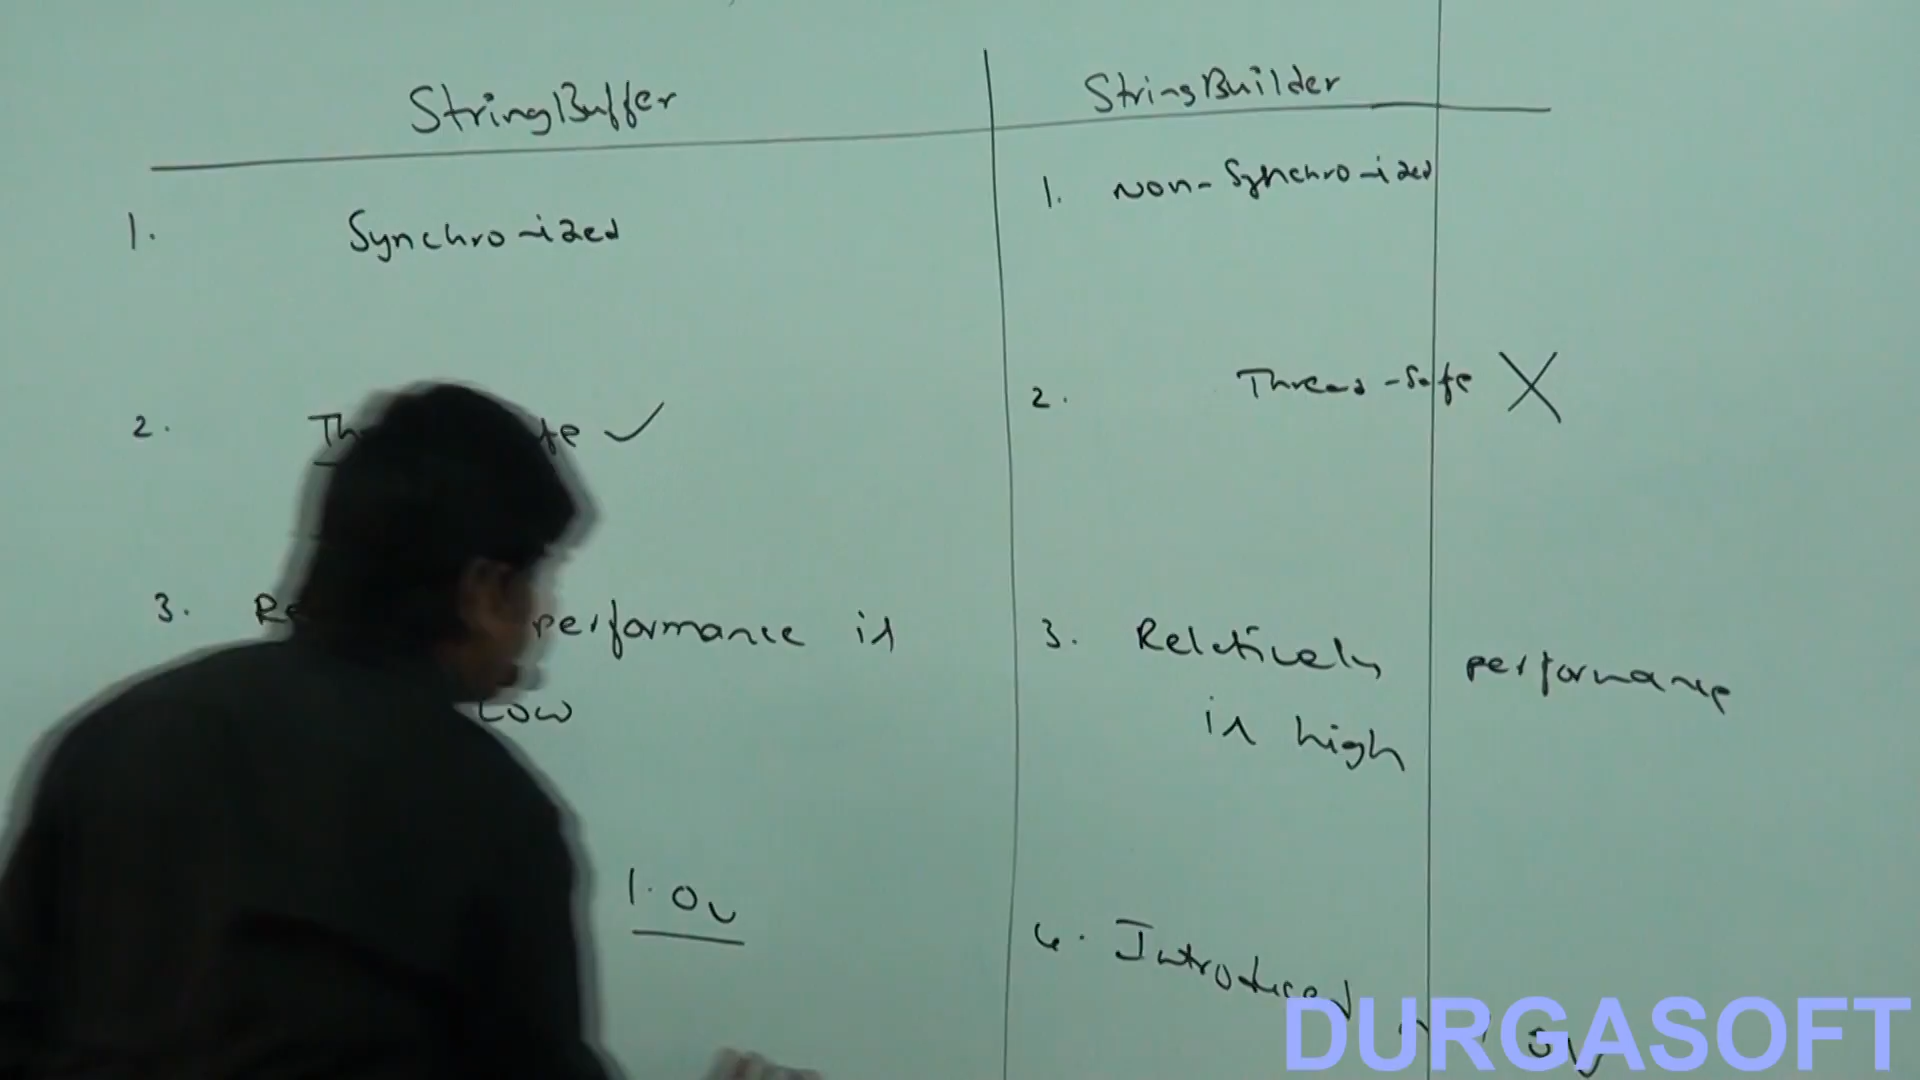 StringBuffer
1. Synchronized
2.
3. performance is
Low
1.0v
StringBuilder
1. Non-Synchronized
2. Thread-Safe X
3. Relatively performance
is high
4. Introduced
DURGASOFT